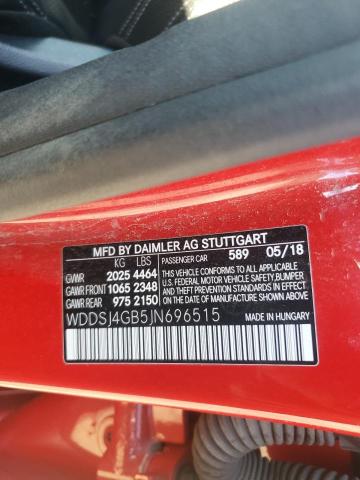 MFD BY DAIMLER AG STUTTGART
KG LBS PASSENGER CAR 589 05/18
GVWR 2025 4464 THIS VEHICLE CONFORMS TO ALL APPLICABLE
GAWR FRONT 1065 2348 U.S. FEDERAL MOTOR VEHICLE SAFETY, BUMPER
GAWR REAR 975 2150 AND THEFT PREVENTION STANDARDS IN EFFECT ON THE DATE OF MANUFACTURE SHOWN ABOVE
WDDSJ4GB5JN696515 MADE IN HUNGARY